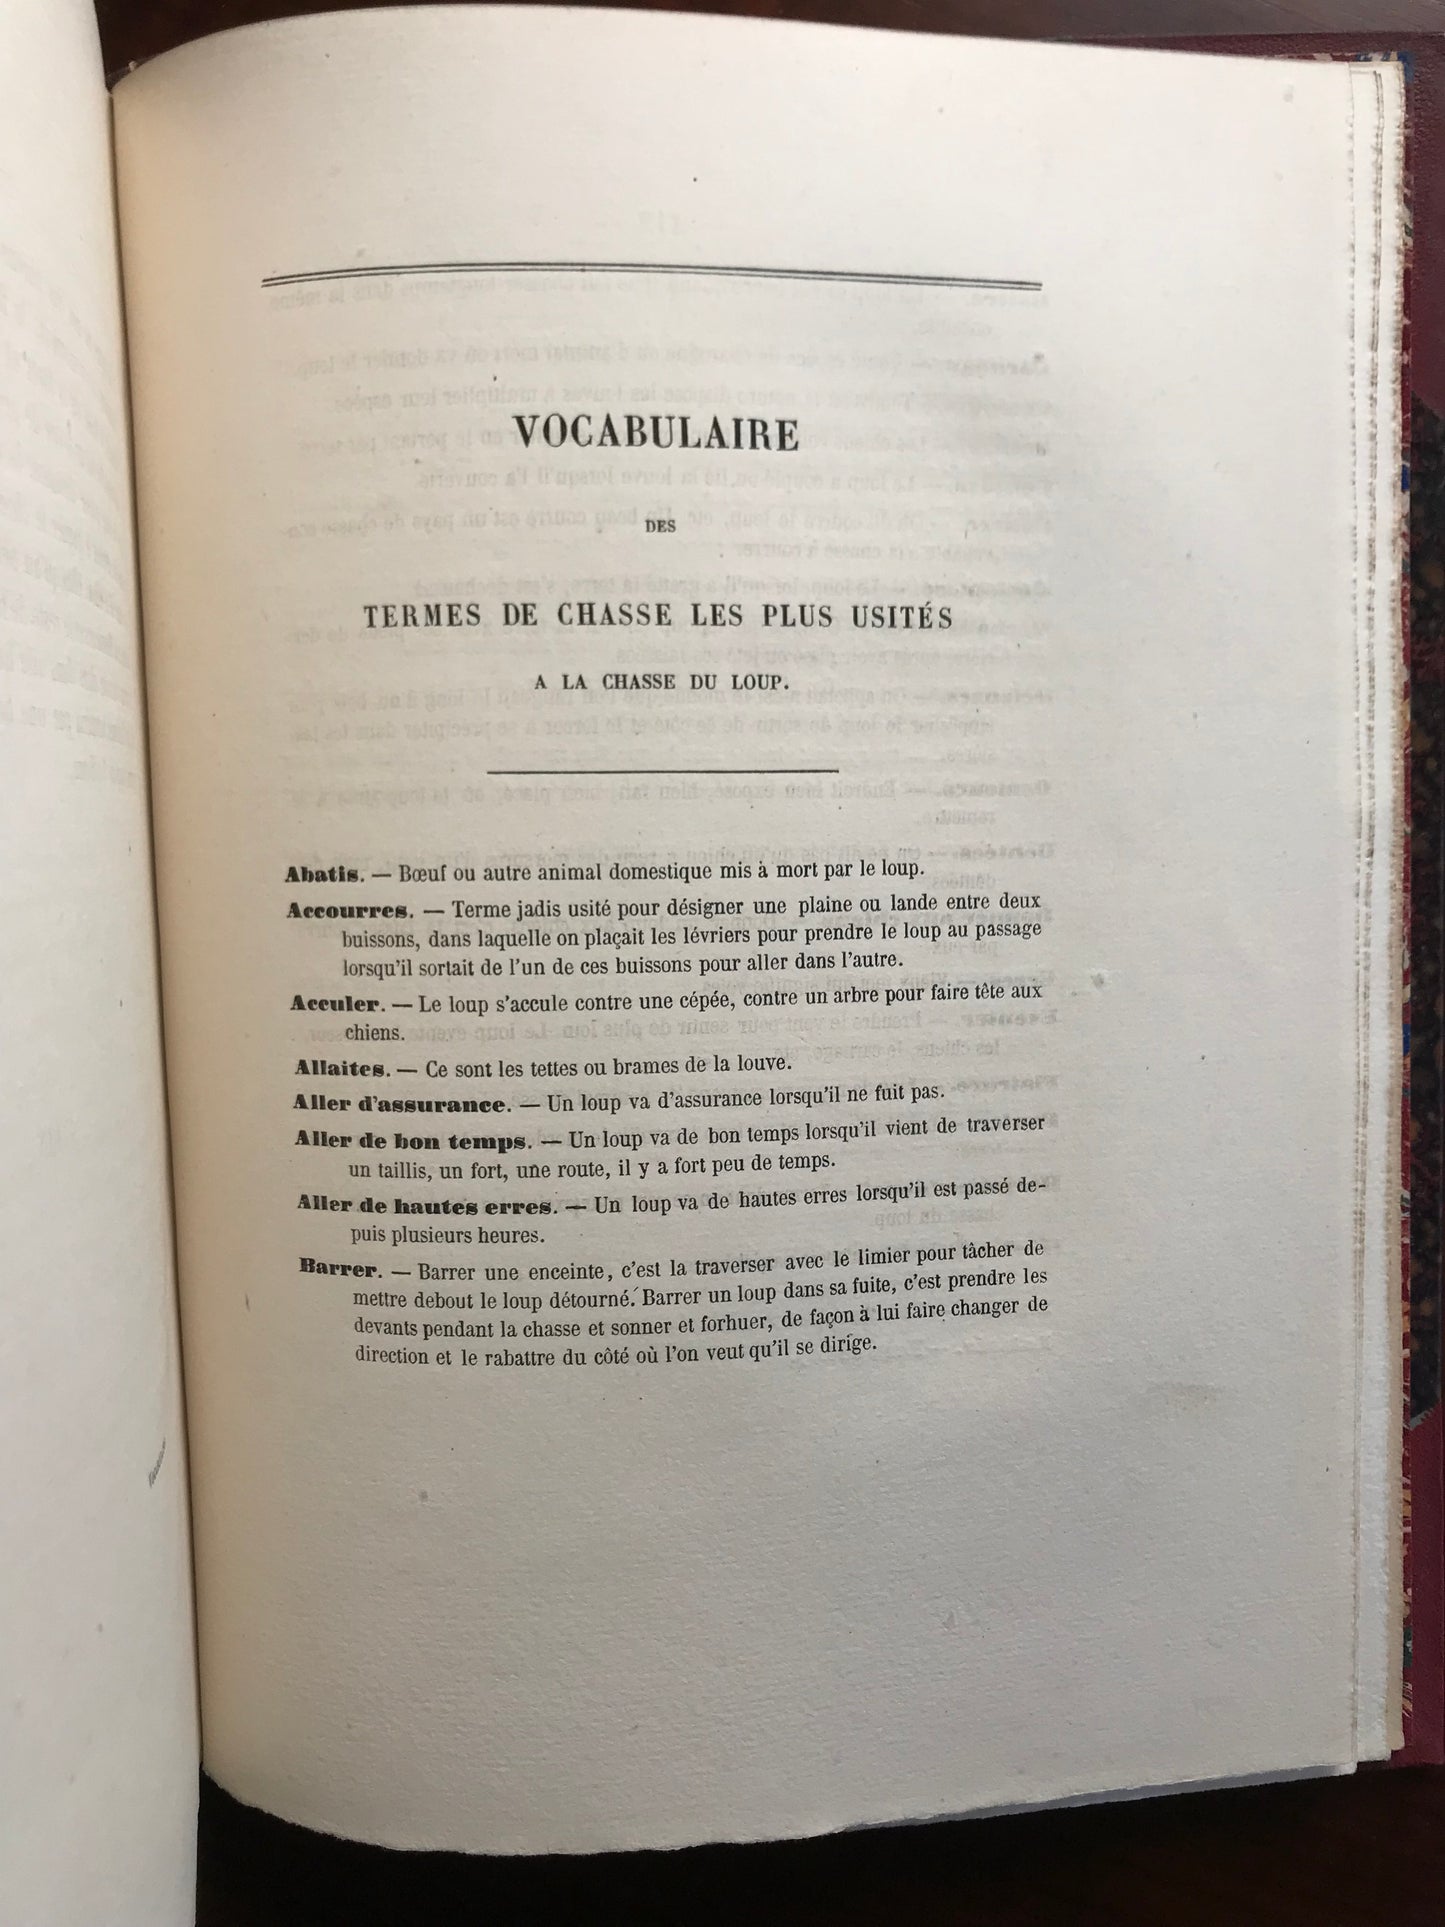 VOCABULAIRE
DES
TERMES DE CHASSE LES PLUS USITÉS
A LA CHASSE DU LOUP.
Abatis. — Bœuf ou autre animal domestique mis à mort par le loup.
Accourres. — Terme jadis usité pour désigner une plaine ou lande entre deux
buissons, dans laquelle on plaçait les lévriers pour prendre le loup au passage
lorsqu'il sortait de l'un de ces buissons pour aller dans l'autre.
Acculer. — Le loup s'accule contre une cépée, contre un arbre pour faire tête aux
chiens.
Allaites. — Ce sont les tettes ou brames de la louve.
Aller d'assurance. — Un loup va d'assurance lorsqu'il ne fuit pas.
Aller de bon temps. — Un loup va de bon temps lorsqu'il vient de traverser
un taillis, un fort, une route, il y a fort peu de temps.
Aller de hautes erres. — Un loup va de hautes erres lorsqu'il est passé de-
puis plusieurs heures.
Barrer. — Barrer une enceinte, c'est la traverser avec le limier pour tâcher de
mettre debout le loup détourné. Barrer un loup dans sa fuite, c'est prendre les
devants pendant la chasse et sonner et forhuer, de façon à lui faire changer de
direction et le rabattre du côté où l'on veut qu'il se dirige.